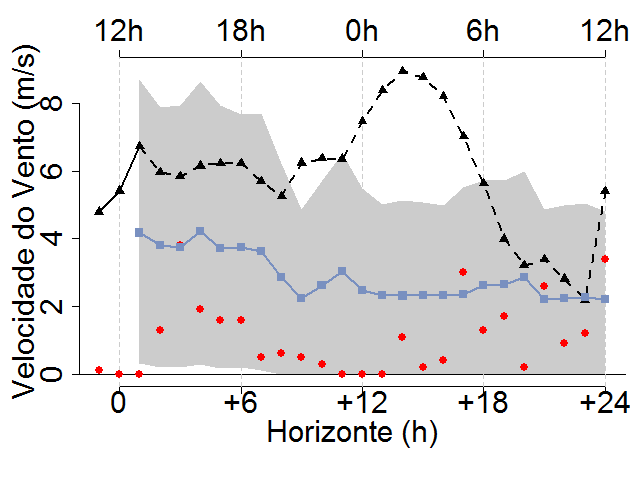 12h 18h 0h 6h 12h
Velocidade do Vento (m/s)
8
6
4
2
0
0 +6 +12 +18 +24
Horizonte (h)